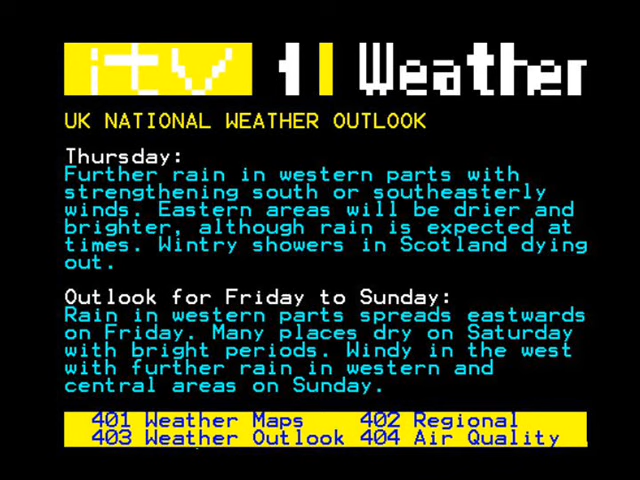 itv 1 Weather
UK NATIONAL WEATHER OUTLOOK
Thursday:
Further rain in western parts with
strengthening south or southeasterly
winds. Eastern areas will be drier and
brighter, although rain is expected at
times. Wintry showers in Scotland dying
out.
Outlook for Friday to Sunday:
Rain in western parts spreads eastwards
on Friday. Many places dry on Saturday
with bright periods. Windy in the west
with further rain in western and
central areas on Sunday.
401 Weather Maps 402 Regional
403 Weather Outlook 404 Air Quality